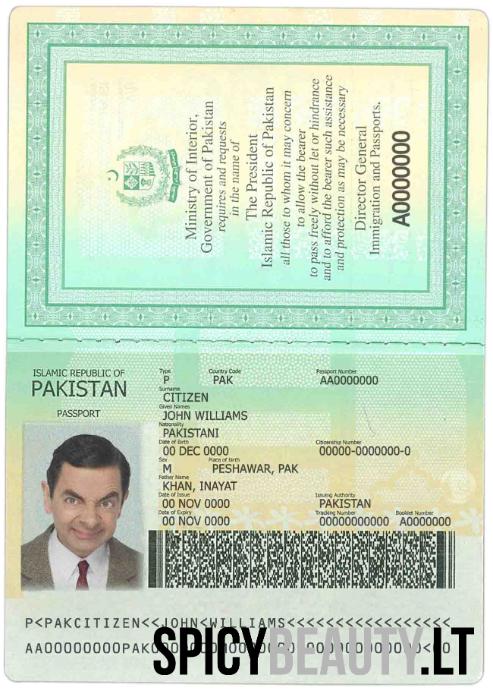 Ministry of Interior,
Government of Pakistan
requires and requests
in the name of
The President
Islamic Republic of Pakistan
all those to whom it may concern
to allow the bearer
to pass freely without let or hindrance
and to afford the bearer such assistance
and protection as may be necessary
Director General
Immigration and Passports.
A0000000
ISLAMIC REPUBLIC OF
PAKISTAN
PASSPORT
Type Country Code Passport Number
P PAK AA0000000
Surname
CITIZEN
Given Names
JOHN WILLIAMS
Nationality
PAKISTANI
Date of Birth Citizenship Number
00 DEC 0000 00000-0000000-0
Sex Place of Birth
M PESHAWAR, PAK
Father Name
KHAN, INAYAT
Date of Issue Issuing Authority
00 NOV 0000 PAKISTAN
Date of Expiry Tracking Number Booklet Number
00 NOV 0000 00000000000 A0000000
P<PAKCITIZEN<<JOHN<WILLIAMS<<<<<<<<<<<<<<<<<
SPICYBEAUTY.LT